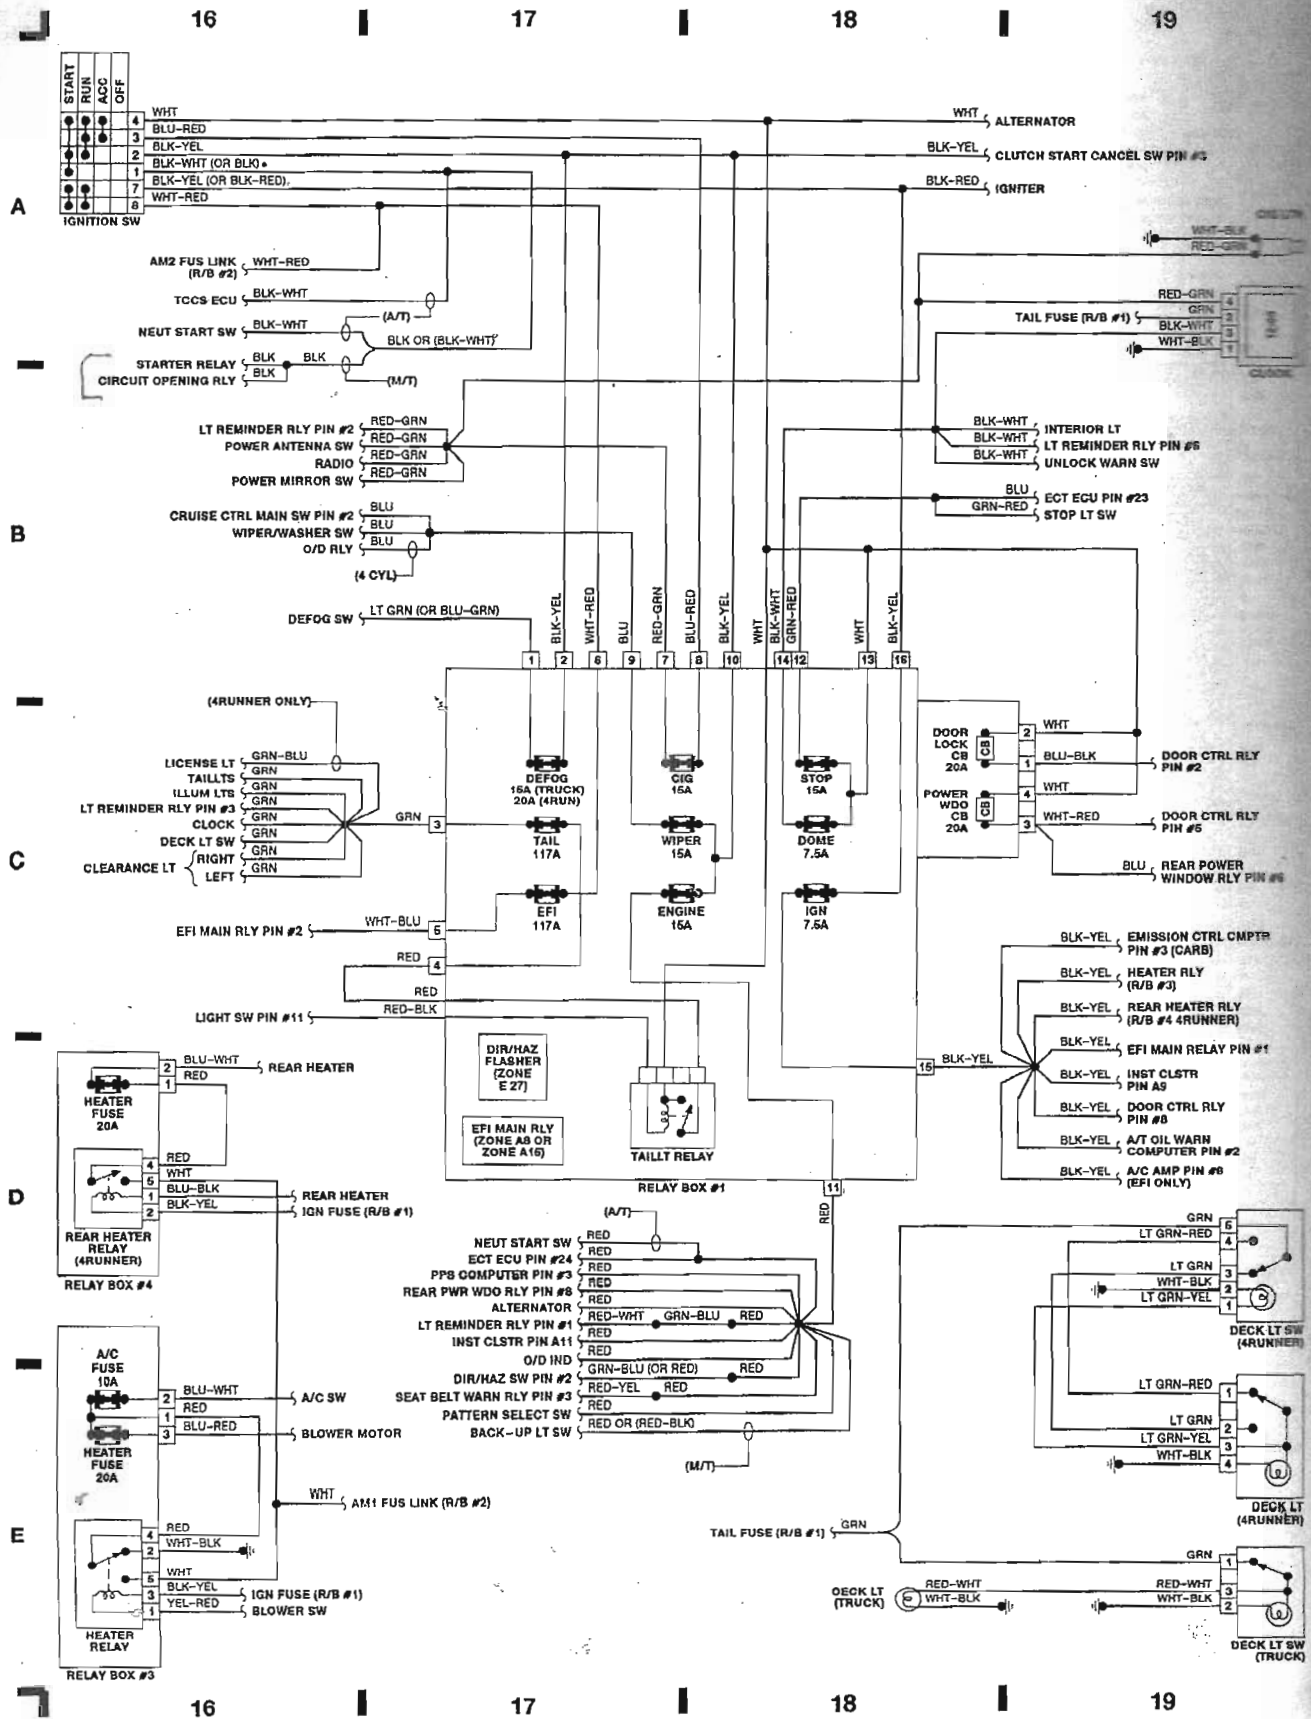 16 17 18 19
START RUN ACC OFF
4 WHT WHT ALTERNATOR
3 BLU-RED
2 BLK-YEL BLK-YEL CLUTCH START CANCEL SW PIN
1 BLK-WHT (OR BLK)
7 BLK-YEL (OR BLK-RED) BLK-RED IGNITER
8 WHT-RED
IGNITION SW
A
WHT-BLK
RED-GRN
AM2 FUS LINK (R/B #2) WHT-RED
TCCS ECU BLK-WHT
(A/T)
NEUT START SW BLK-WHT
BLK OR (BLK-WHT)
STARTER RELAY BLK BLK
CIRCUIT OPENING RLY BLK
(M/T)
RED-GRN 4
TAIL FUSE (R/B #1) GRN 2
BLK-WHT 3
WHT-BLK 1
CLOCK
LT REMINDER RLY PIN #2 RED-GRN
POWER ANTENNA SW RED-GRN
RADIO RED-GRN
POWER MIRROR SW RED-GRN
BLK-WHT INTERIOR LT
BLK-WHT LT REMINDER RLY PIN #6
BLK-WHT UNLOCK WARN SW
BLU ECT ECU PIN #23
GRN-RED STOP LT SW
B
CRUISE CTRL MAIN SW PIN #2 BLU
WIPER/WASHER SW BLU
O/D RLY BLU
(4 CYL)
DEFOG SW LT GRN (OR BLU-GRN)
BLK-YEL WHT-RED BLU RED-GRN BLU-RED BLK-YEL WHT BLK-WHT GRN-RED WHT BLK-YEL
1 2 6 9 7 8 10 14 12 13 16
(4RUNNER ONLY)
LICENSE LT GRN-BLU
TAILLTS GRN
ILLUM LTS GRN
LT REMINDER RLY PIN #3 GRN
CLOCK GRN
DECK LT SW GRN
CLEARANCE LT RIGHT GRN
LEFT GRN
GRN 3
C
DEFOG
15A (TRUCK)
20A (4RUN)
CIG
15A
STOP
15A
TAIL
117A
WIPER
15A
DOME
7.5A
EFI
117A
ENGINE
15A
IGN
7.5A
DOOR LOCK CB 20A CB
2 WHT
1 BLU-BLK DOOR CTRL RLY PIN #2
POWER WDO CB 20A CB
4 WHT
3 WHT-RED DOOR CTRL RLY PIN #5
BLU REAR POWER WINDOW RLY PIN
EFI MAIN RLY PIN #2 WHT-BLU 5
RED 4
RED
LIGHT SW PIN #11 RED-BLK
BLK-YEL EMISSION CTRL CMPTR PIN #3 (CARB)
BLK-YEL HEATER RLY (R/B #3)
BLK-YEL REAR HEATER RLY (R/B #4 4RUNNER)
BLK-YEL EFI MAIN RELAY PIN #1
15 BLK-YEL
BLK-YEL INST CLSTR PIN A9
BLK-YEL DOOR CTRL RLY PIN #8
BLK-YEL A/T OIL WARN COMPUTER PIN #2
BLK-YEL A/C AMP PIN #8 (EFI ONLY)
DIR/HAZ
FLASHER
(ZONE
E 27)
EFI MAIN RLY
(ZONE A8 OR
ZONE A15)
TAILLT RELAY
RELAY BOX #1
11
RED
2 BLU-WHT REAR HEATER
1 RED
HEATER
FUSE
20A
D
4 RED
5 WHT
1 BLU-BLK REAR HEATER
2 BLK-YEL IGN FUSE (R/B #1)
REAR HEATER
RELAY
(4RUNNER)
RELAY BOX #4
(A/T)
NEUT START SW RED
ECT ECU PIN #24 RED
PPS COMPUTER PIN #3 RED
REAR PWR WDO RLY PIN #8 RED
ALTERNATOR RED
LT REMINDER RLY PIN #1 RED-WHT GRN-BLU RED
INST CLSTR PIN A11 RED
O/D IND RED
DIR/HAZ SW PIN #2 GRN-BLU (OR RED) RED
SEAT BELT WARN RLY PIN #3 RED-YEL RED
PATTERN SELECT SW RED
BACK-UP LT SW RED OR (RED-BLK)
(M/T)
GRN 5
LT GRN-RED 4
LT GRN 3
WHT-BLK 2
LT GRN-YEL 1
DECK LT SW
(4RUNNER)
LT GRN-RED 1
LT GRN 2
LT GRN-YEL 3
WHT-BLK 4
DECK LT
(4RUNNER)
A/C
FUSE
10A
2 BLU-WHT A/C SW
1 RED
3 BLU-RED BLOWER MOTOR
HEATER
FUSE
20A
WHT AM1 FUS LINK (R/B #2)
E
4 RED
2 WHT-BLK
5 WHT
3 BLK-YEL IGN FUSE (R/B #1)
1 YEL-RED BLOWER SW
HEATER
RELAY
RELAY BOX #3
TAIL FUSE (R/B #1) GRN
GRN 1
DECK LT (TRUCK) RED-WHT RED-WHT 3
WHT-BLK WHT-BLK 2
DECK LT SW
(TRUCK)
16 17 18 19